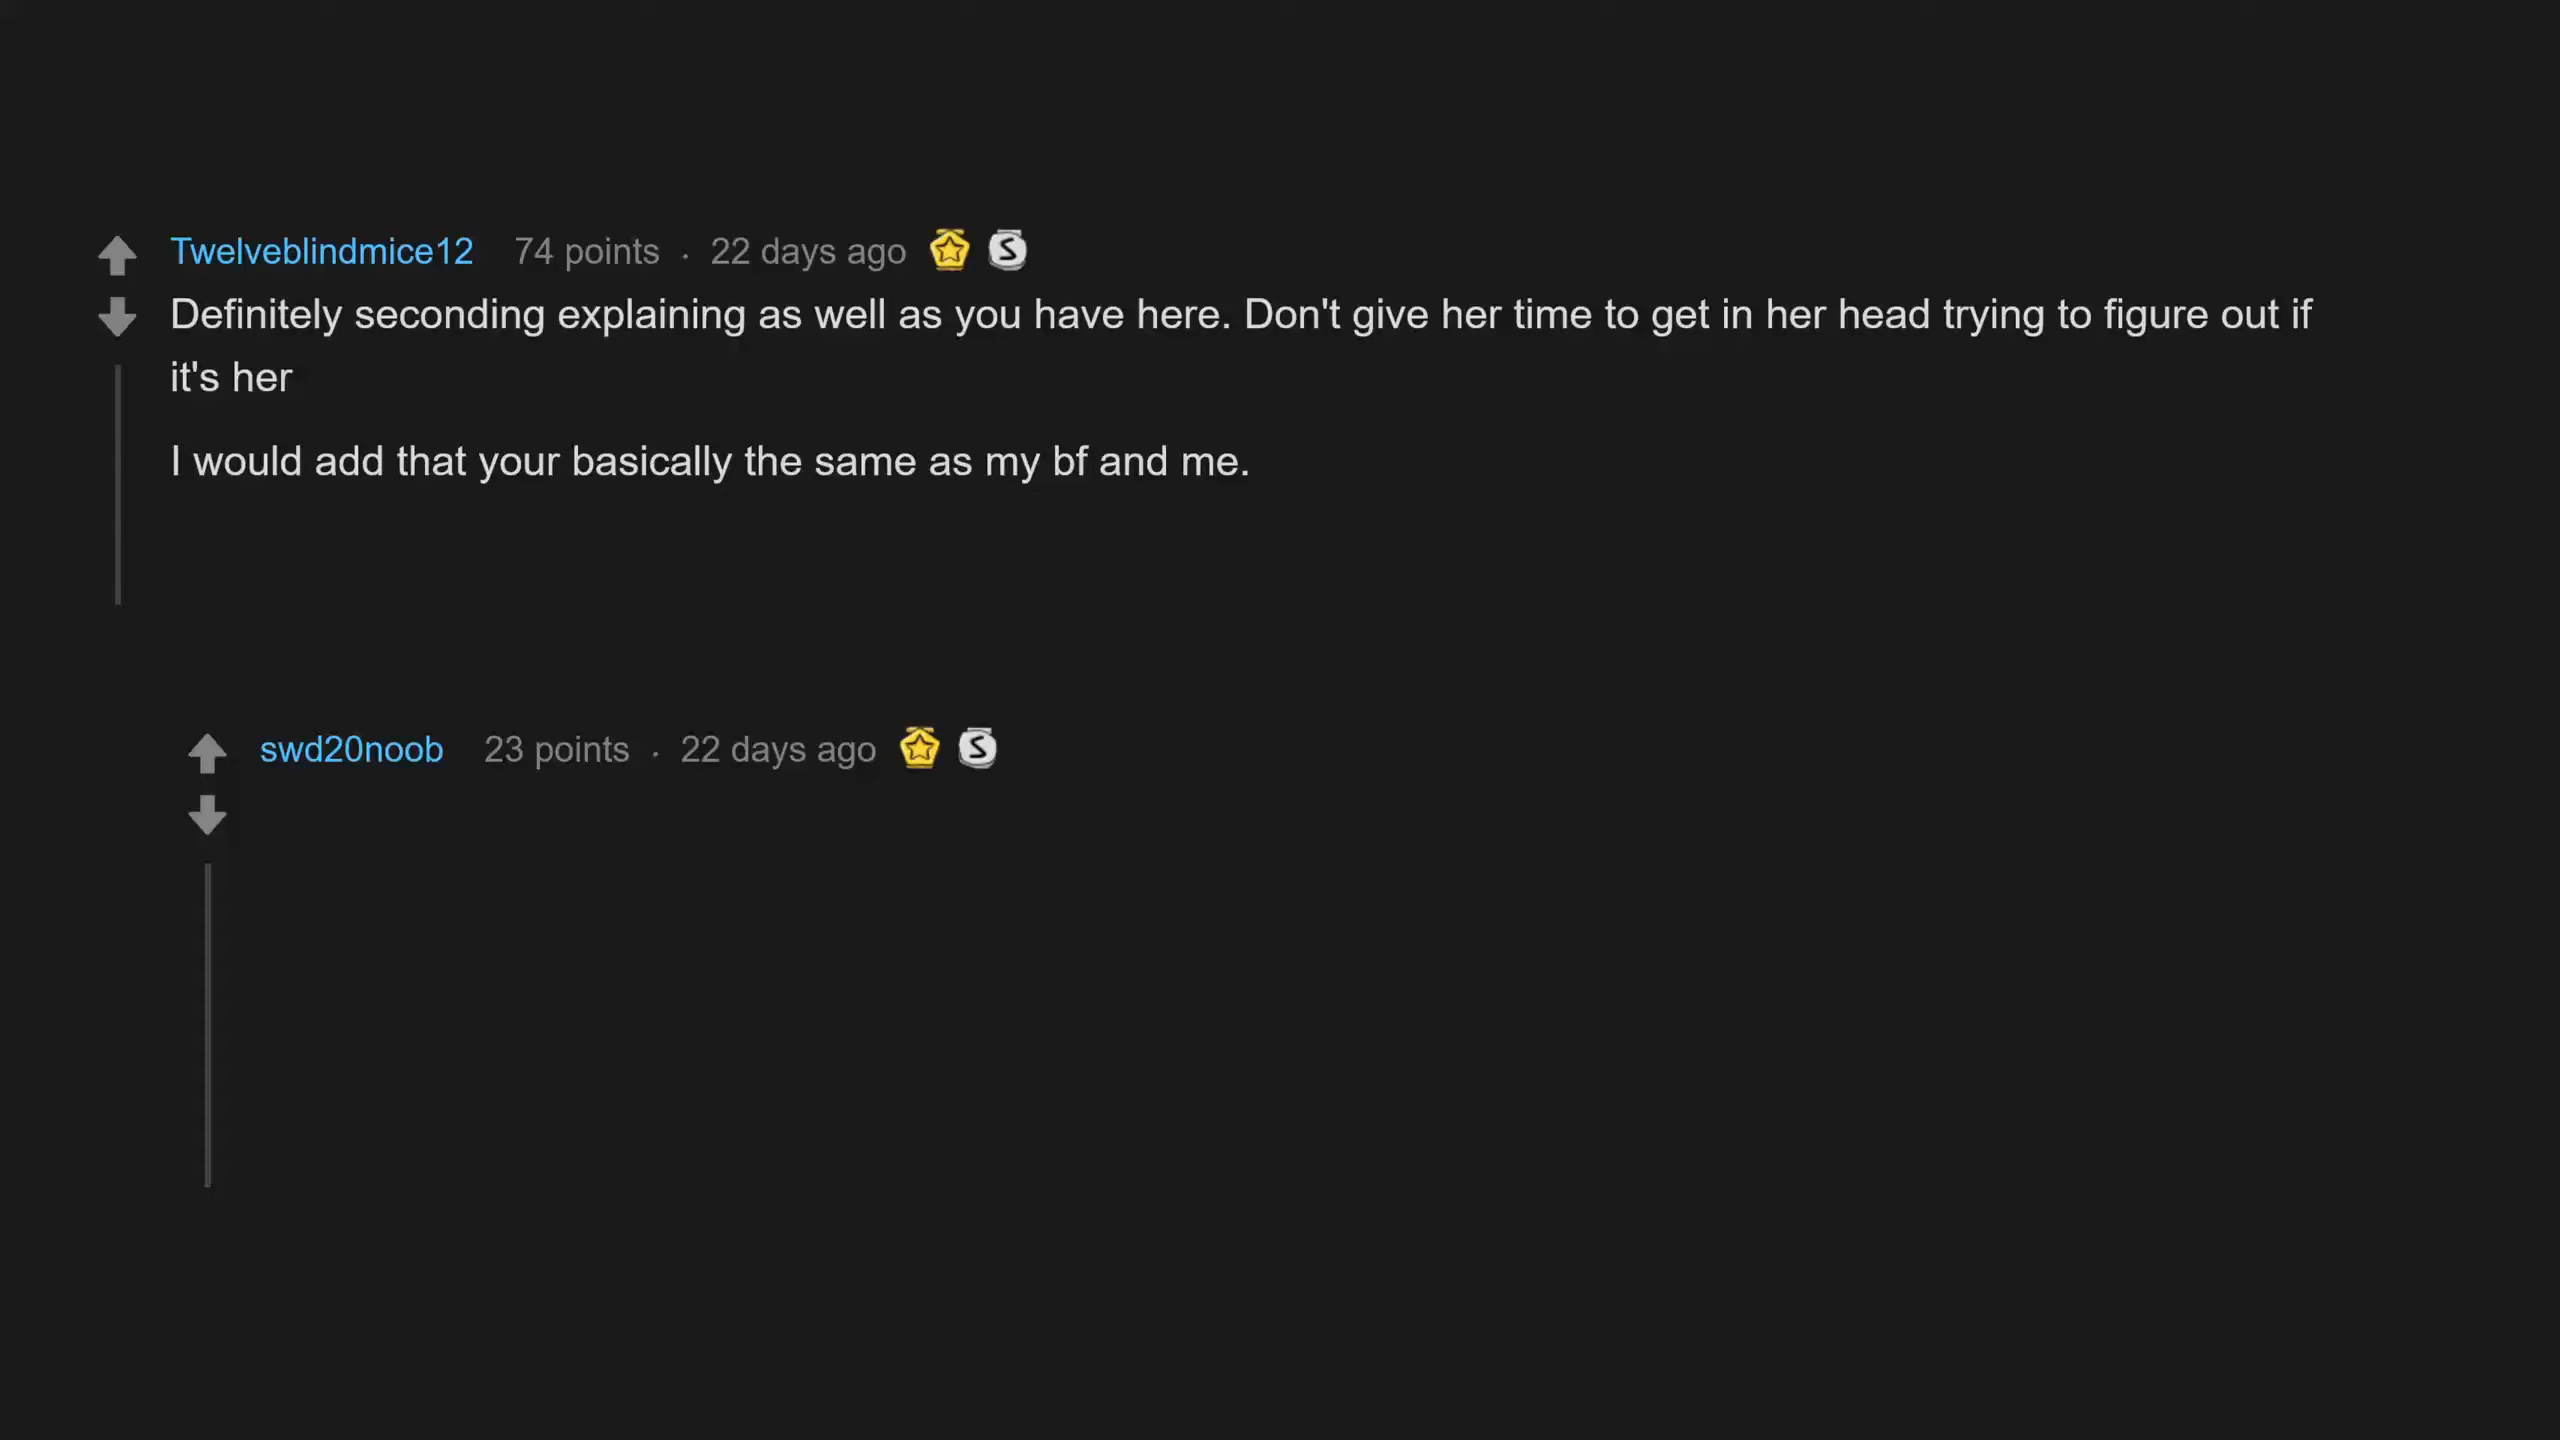 Twelveblindmice12 74 points . 22 days ago S
Definitely seconding explaining as well as you have here. Don't give her time to get in her head trying to figure out if
it's her
I would add that your basically the same as my bf and me.
swd20noob 23 points . 22 days ago S